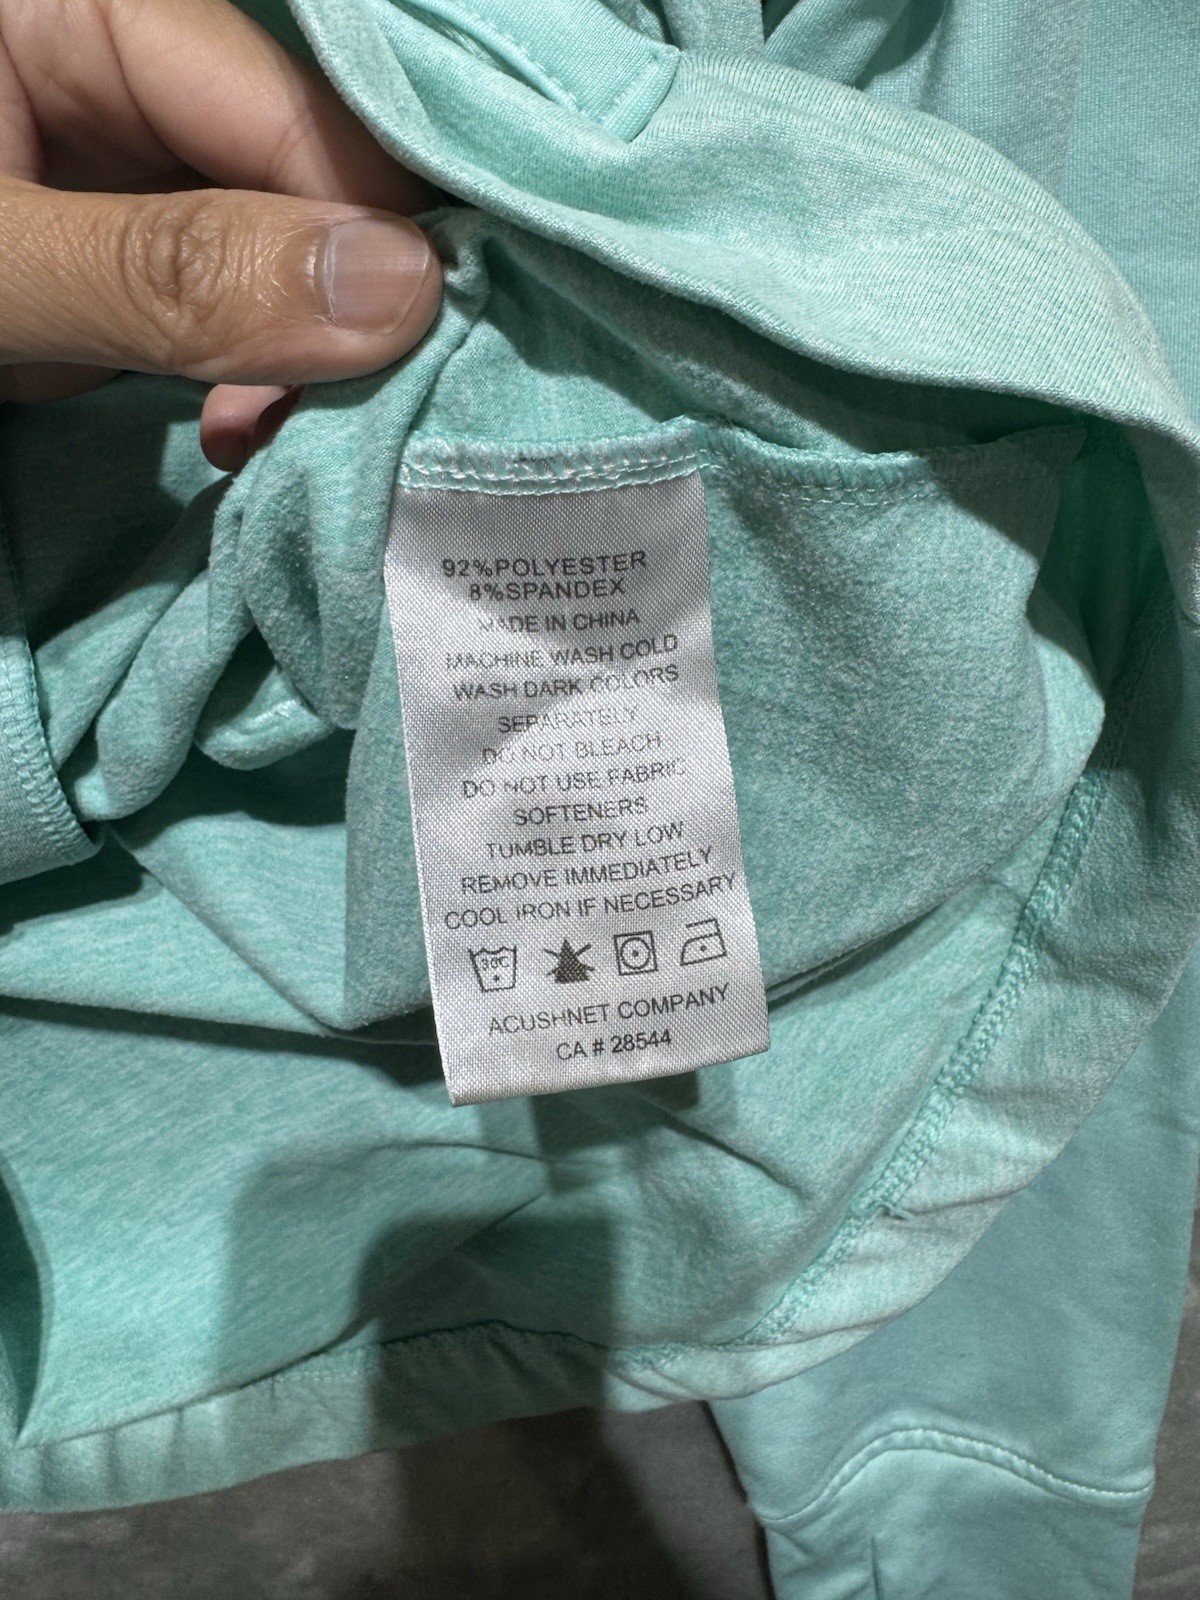 92%POLYESTER
8%SPANDEX
MADE IN CHINA
MACHINE WASH COLD
WASH DARK COLORS
SEPARATELY
DO NOT BLEACH
DO NOT USE FABRIC
SOFTENERS
TUMBLE DRY LOW
REMOVE IMMEDIATELY
COOL IRON IF NECESSARY
30C
ACUSHNET COMPANY
CA # 28544